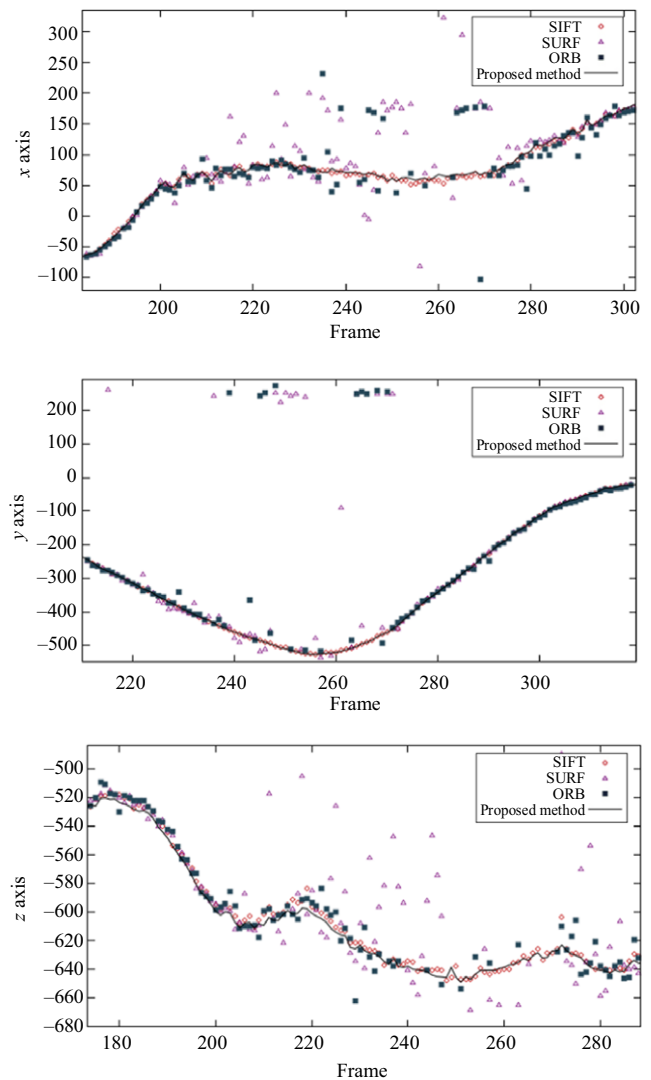 300
250
200
150
100
50
0
−50
−100
x axis
SIFT
SURF
ORB
Proposed method
200 220 240 260 280 300
Frame
200
100
0
−100
−200
−300
−400
−500
y axis
SIFT
SURF
ORB
Proposed method
220 240 260 280 300
Frame
−500
−520
−540
−560
−580
−600
−620
−640
−660
−680
z axis
SIFT
SURF
ORB
Proposed method
180 200 220 240 260 280
Frame